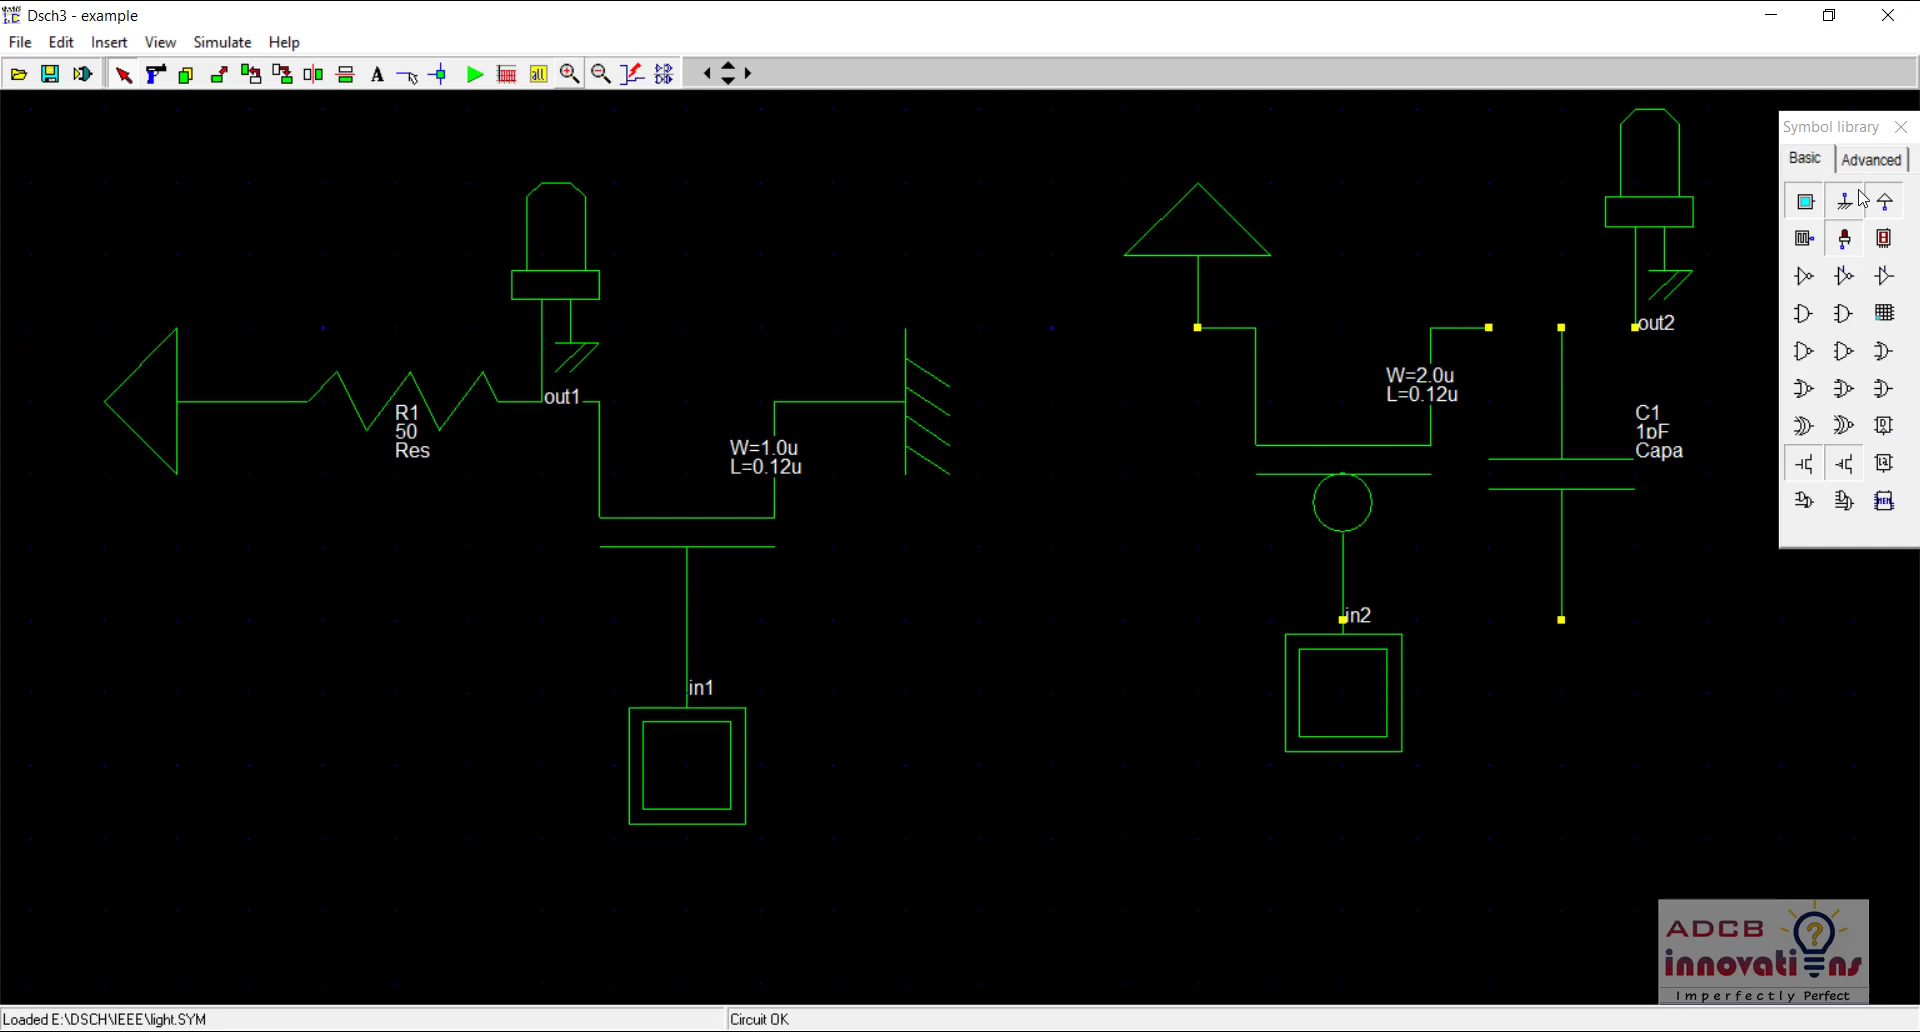 Dsch3 - example
File Edit Insert View Simulate Help
A
all
Symbol library
Basic Advanced
out2
W=2.0u
L=0.12u
out1
R1
50
Res
C1
1pF
Capa
W=1.0u
L=0.12u
in2
in1
ADCB
innovations
Imperfectly Perfect
Loaded E:\DSCH\IEEE\light.SYM
Circuit OK